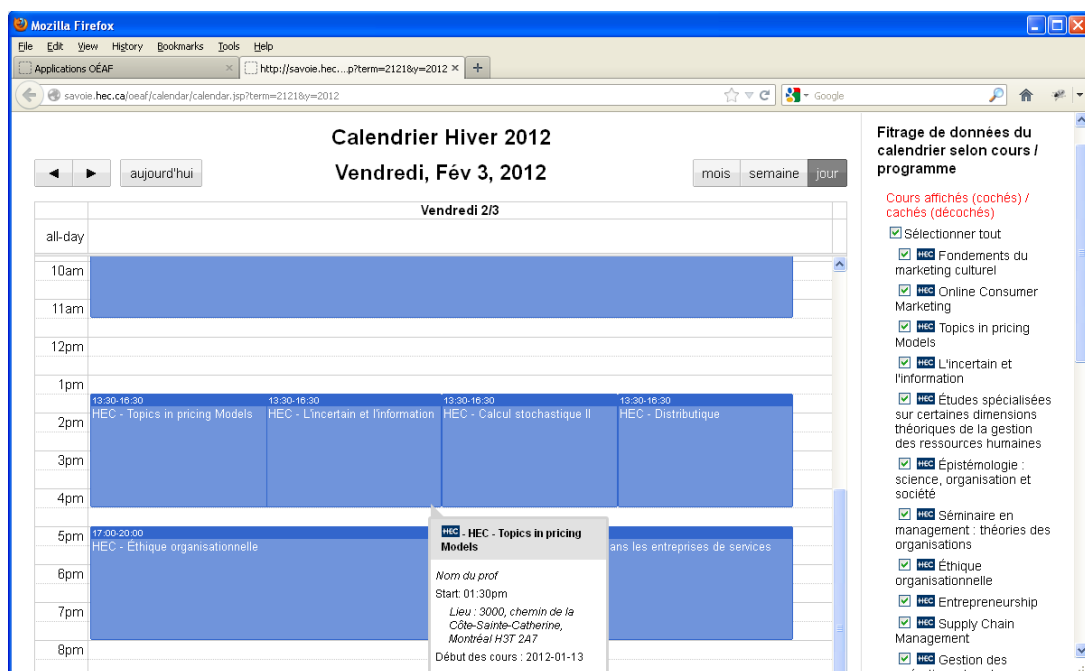 Mozilla Firefox
File Edit View History Bookmarks Tools Help
Applications OÉAF × http://savoie.hec....p?term=2121&y=2012 × +
savoie.hec.ca/oeaf/calendar/calendar.jsp?term=2121&y=2012 Google
Calendrier Hiver 2012
◄ ► aujourd'hui Vendredi, Fév 3, 2012 mois semaine jour
Vendredi 2/3
all-day
10am
11am
12pm
1pm
13:30-16:30 13:30-16:30 13:30-16:30 13:30-16:30
HEC - Topics in pricing Models HEC - L'incertain et l'information HEC - Calcul stochastique II HEC - Distributique
2pm
3pm
4pm
5pm 17:00-20:00
HEC - Éthique organisationnelle ans les entreprises de services
6pm
7pm
8pm
HEC - HEC - Topics in pricing
Models
Nom du prof
Start: 01:30pm
Lieu : 3000, chemin de la
Côte-Sainte-Catherine,
Montréal H3T 2A7
Début des cours : 2012-01-13
Fitrage de données du
calendrier selon cours /
programme
Cours affichés (cochés) /
cachés (décochés)
Sélectionner tout
HEC Fondements du
marketing culturel
HEC Online Consumer
Marketing
HEC Topics in pricing
Models
HEC L'incertain et
l'information
HEC Études spécialisées
sur certaines dimensions
théoriques de la gestion
des ressources humaines
HEC Épistémologie :
science, organisation et
société
HEC Séminaire en
management : théories des
organisations
HEC Éthique
organisationnelle
HEC Entrepreneurship
HEC Supply Chain
Management
HEC Gestion des